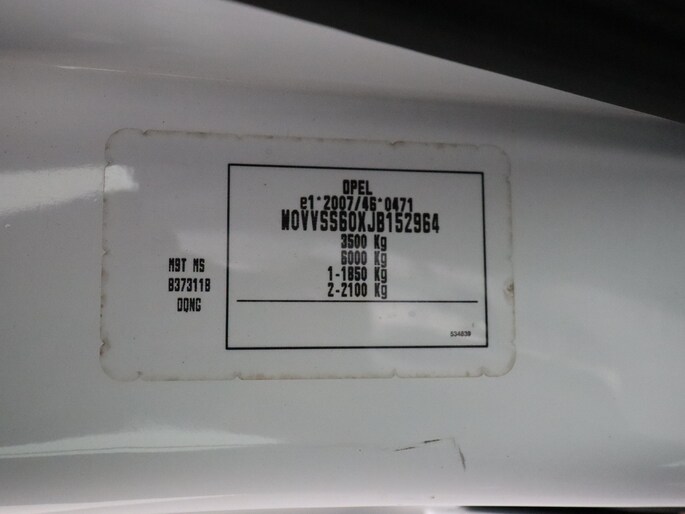 OPEL
e1*2007/46*0471
W0VVSS60XJB152964
3500 Kg
6000 Kg
1-1850 Kg
2-2100 Kg
M9T M5
B37311B
DQNG